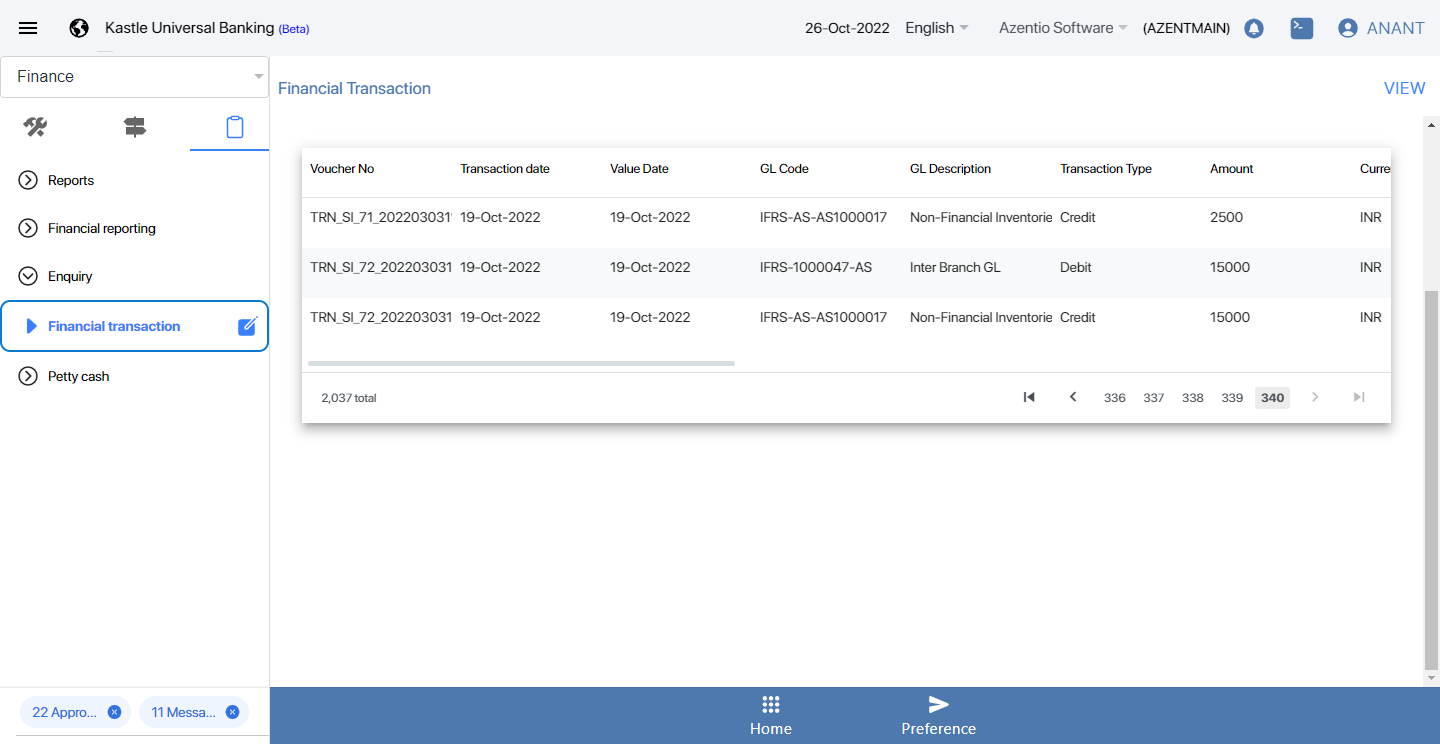 Kastle Universal Banking (Beta)
26-Oct-2022
English
Azentio Software
(AZENTMAIN)
ANANT
Finance
Reports
Financial reporting
Enquiry
Financial transaction
Petty cash
22 Appro...
11 Messa...
Financial Transaction
VIEW
Voucher No Transaction date Value Date GL Code GL Description Transaction Type Amount Curre
TRN_SI_71_202203031 19-Oct-2022 19-Oct-2022 IFRS-AS-AS1000017 Non-Financial Inventorie Credit 2500 INR
TRN_SI_72_202203031 19-Oct-2022 19-Oct-2022 IFRS-1000047-AS Inter Branch GL Debit 15000 INR
TRN_SI_72_202203031 19-Oct-2022 19-Oct-2022 IFRS-AS-AS1000017 Non-Financial Inventorie Credit 15000 INR
2,037 total
336 337 338 339 340
Home
Preference